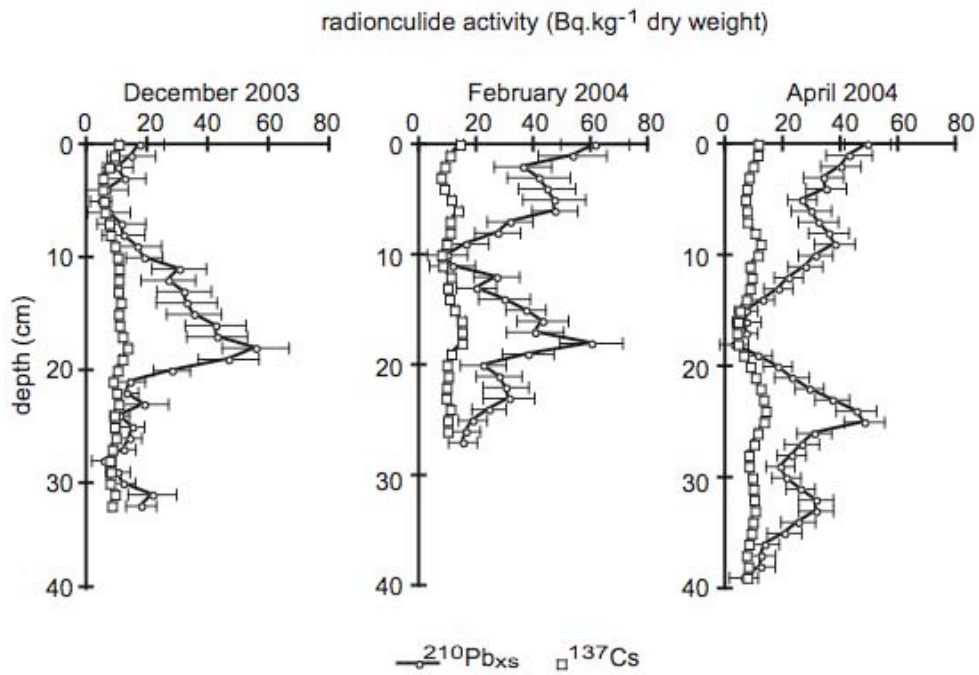 radionculide activity (Bq.kg⁻¹ dry weight)
December 2003
February 2004
April 2004
0 20 40 60 80
0 20 40 60 80
0 20 40 60 80
depth (cm)
0
10
20
30
40
0
10
20
30
40
0
10
20
30
40
²¹⁰Pbxs
¹³⁷Cs